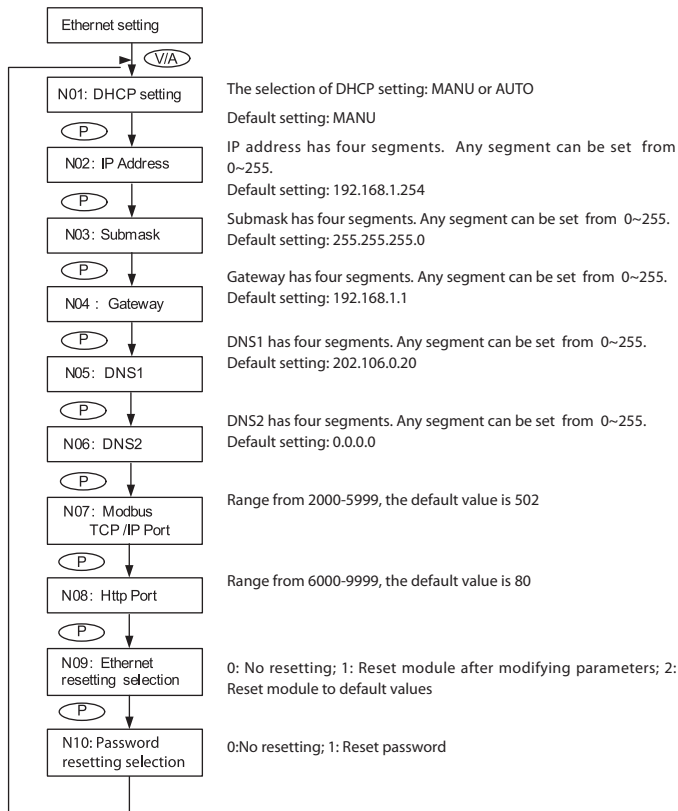 Ethernet setting
V/A
N01: DHCP setting
The selection of DHCP setting: MANU or AUTO
Default setting: MANU
P
N02: IP Address
IP address has four segments. Any segment can be set from
0~255.
Default setting: 192.168.1.254
P
N03: Submask
Submask has four segments. Any segment can be set from 0~255.
Default setting: 255.255.255.0
P
N04 : Gateway
Gateway has four segments. Any segment can be set from 0~255.
Default setting: 192.168.1.1
P
N05: DNS1
DNS1 has four segments. Any segment can be set from 0~255.
Default setting: 202.106.0.20
P
N06: DNS2
DNS2 has four segments. Any segment can be set from 0~255.
Default setting: 0.0.0.0
P
N07: Modbus
TCP /IP Port
Range from 2000-5999, the default value is 502
P
N08: Http Port
Range from 6000-9999, the default value is 80
P
N09: Ethernet
resetting selection
0: No resetting; 1: Reset module after modifying parameters; 2:
Reset module to default values
P
N10: Password
resetting selection
0:No resetting; 1: Reset password